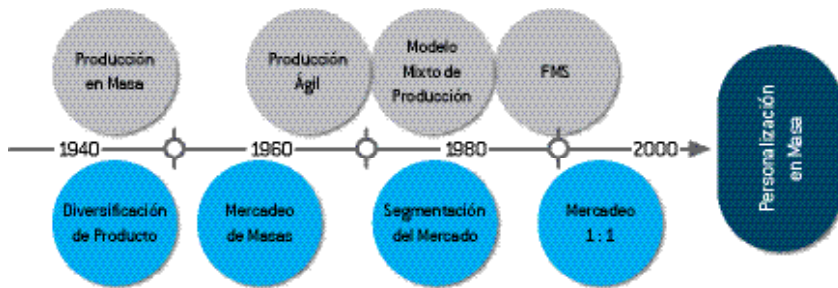 Producción
en Masa
Producción
Ágil
Modelo
Mixto de
Producción
FMS
1940
1960
1980
2000
Diversificación
de Producto
Mercadeo
de Masas
Segmentación
del Mercado
Mercadeo
1 : 1
Personalización
en Masa